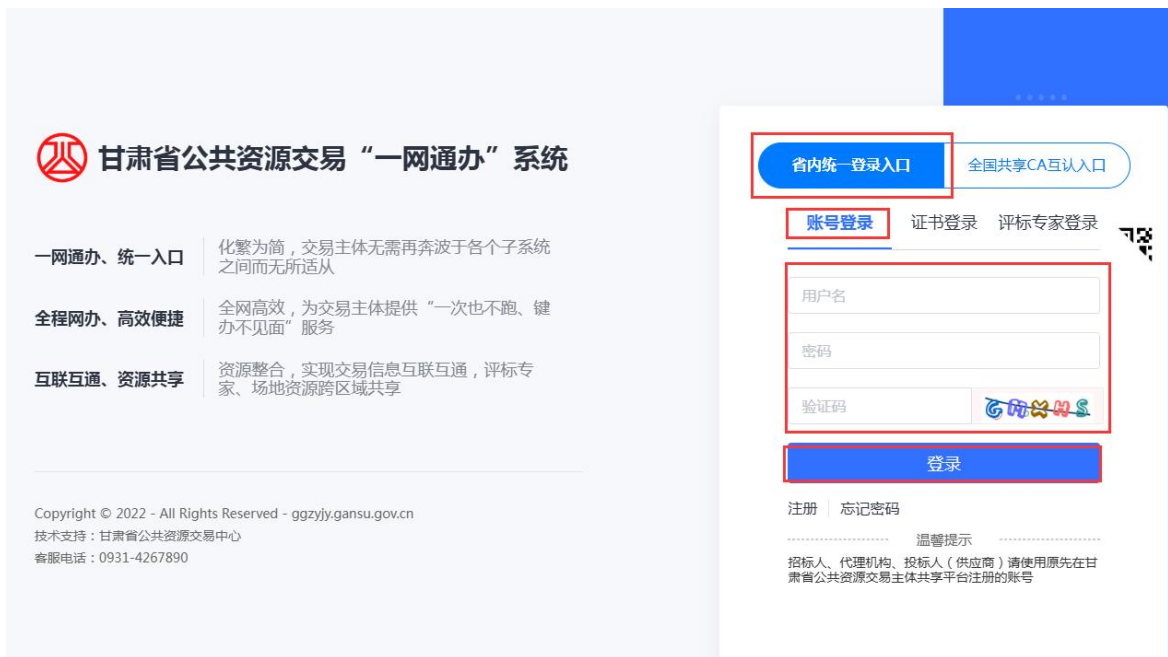 甘肃省公共资源交易“一网通办”系统
一网通办、统一入口
化繁为简，交易主体无需再奔波于各个子系统
之间而无所适从
全程网办、高效便捷
全网高效，为交易主体提供“一次也不跑、键
办不见面”服务
互联互通、资源共享
资源整合，实现交易信息互联互通，评标专
家、场地资源跨区域共享
Copyright © 2022 - All Rights Reserved - ggzyjy.gansu.gov.cn
技术支持：甘肃省公共资源交易中心
客服电话：0931-4267890
省内统一登录入口
全国共享CA互认入口
账号登录 证书登录 评标专家登录
用户名
密码
验证码
登录
注册 忘记密码
温馨提示
招标人、代理机构、投标人（供应商）请使用原先在甘
肃省公共资源交易主体共享平台注册的账号